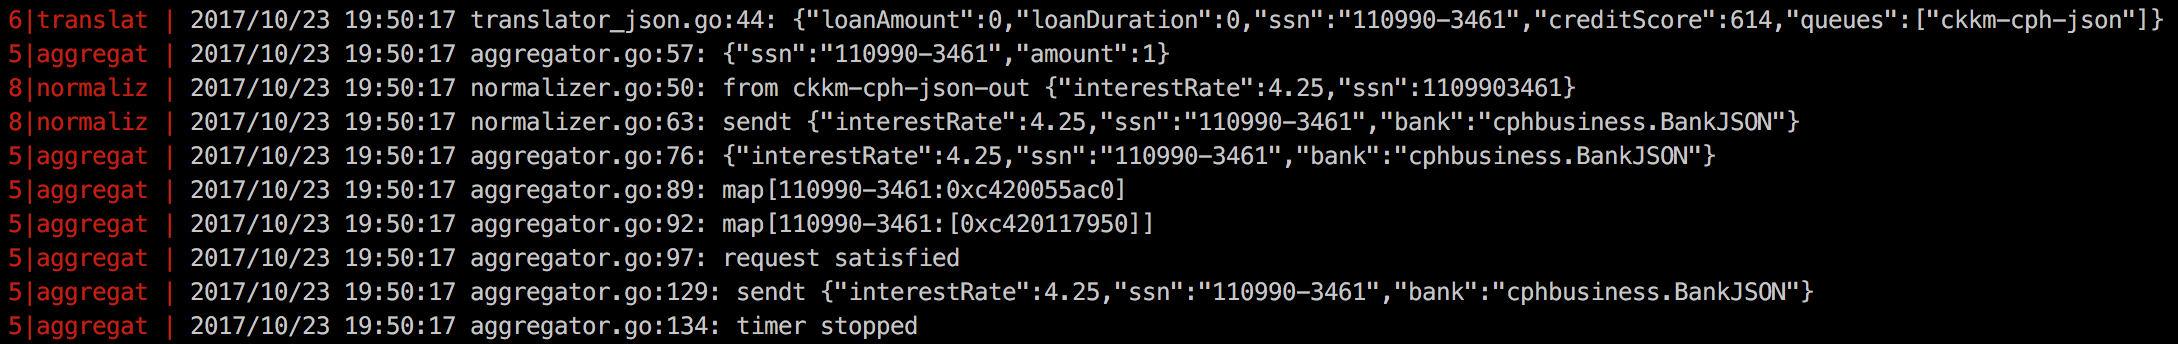 6|translat | 2017/10/23 19:50:17 translator_json.go:44: {"loanAmount":0,"loanDuration":0,"ssn":"110990-3461","creditScore":614,"queues":["ckkm-cph-json"]}
5|aggregat | 2017/10/23 19:50:17 aggregator.go:57: {"ssn":"110990-3461","amount":1}
8|normaliz | 2017/10/23 19:50:17 normalizer.go:50: from ckkm-cph-json-out {"interestRate":4.25,"ssn":1109903461}
8|normaliz | 2017/10/23 19:50:17 normalizer.go:63: sendt {"interestRate":4.25,"ssn":"110990-3461","bank":"cphbusiness.BankJSON"}
5|aggregat | 2017/10/23 19:50:17 aggregator.go:76: {"interestRate":4.25,"ssn":"110990-3461","bank":"cphbusiness.BankJSON"}
5|aggregat | 2017/10/23 19:50:17 aggregator.go:89: map[110990-3461:0xc420055ac0]
5|aggregat | 2017/10/23 19:50:17 aggregator.go:92: map[110990-3461:[0xc420117950]]
5|aggregat | 2017/10/23 19:50:17 aggregator.go:97: request satisfied
5|aggregat | 2017/10/23 19:50:17 aggregator.go:129: sendt {"interestRate":4.25,"ssn":"110990-3461","bank":"cphbusiness.BankJSON"}
5|aggregat | 2017/10/23 19:50:17 aggregator.go:134: timer stopped